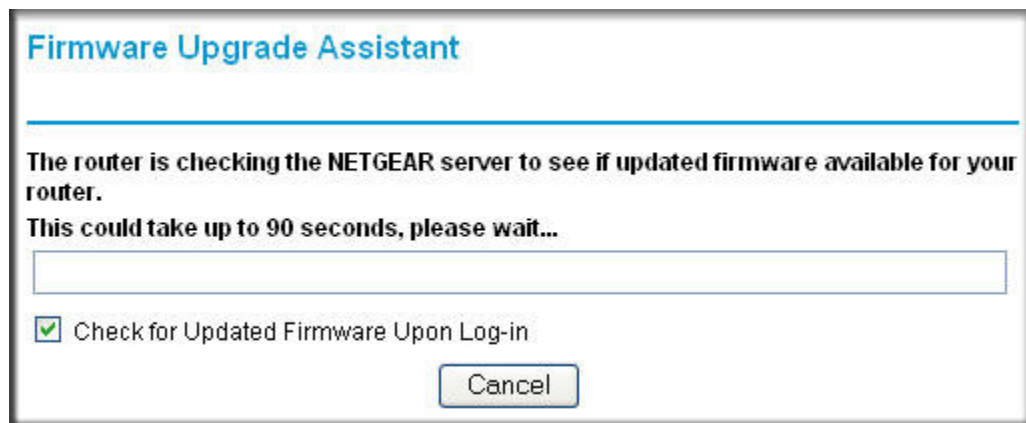 Firmware Upgrade Assistant
The router is checking the NETGEAR server to see if updated firmware available for your
router.
This could take up to 90 seconds, please wait...
Check for Updated Firmware Upon Log-in
Cancel